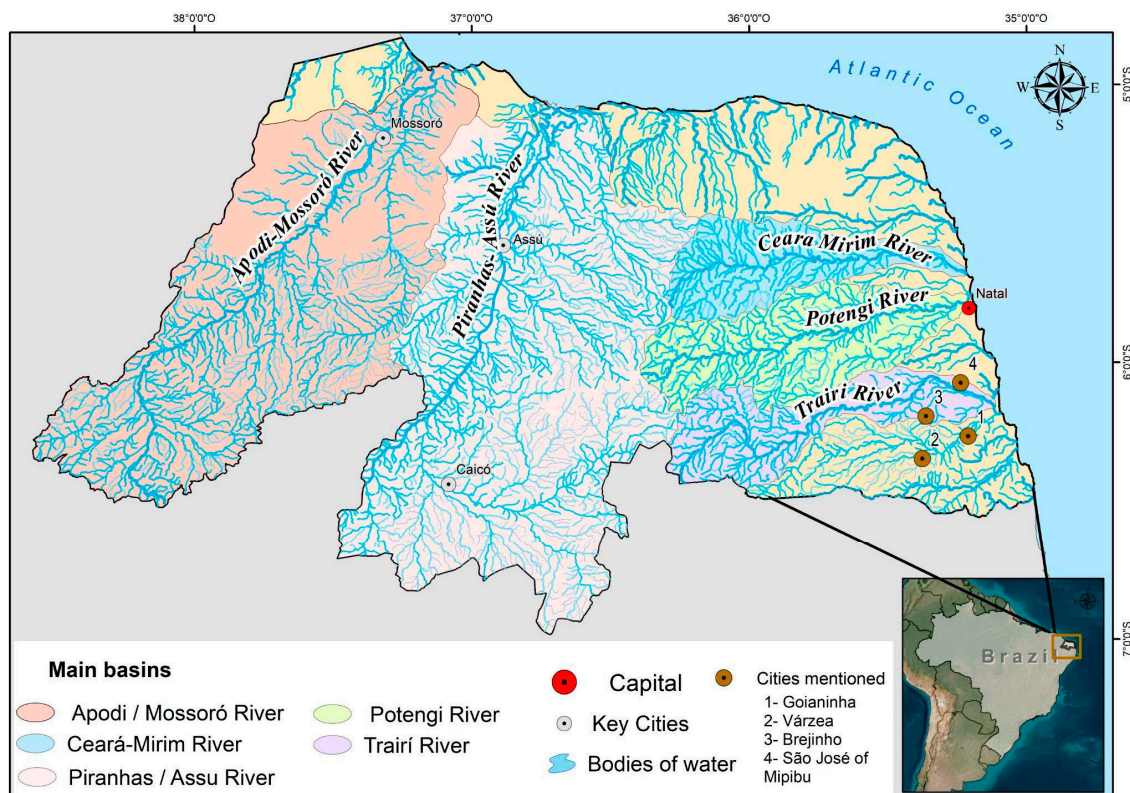 38°0'0"O
37°0'0"O
36°0'0"O
35°0'0"O
Atlantic Ocean
N
W
E
S
5°0'0"S
Mossoró
Apodi-Mossoró River
Piranhas-Assú River
Assú
Ceara Mirim River
Natal
Potengi River
6°0'0"S
4
Trairi River
3
1
2
Caicó
7°0'0"S
Brazil
Main basins
Apodi / Mossoró River
Ceará-Mirim River
Piranhas / Assu River
Potengi River
Trairí River
Capital
Key Cities
Bodies of water
Cities mentioned
1- Goianinha
2- Várzea
3- Brejinho
4- São José of
Mipibu